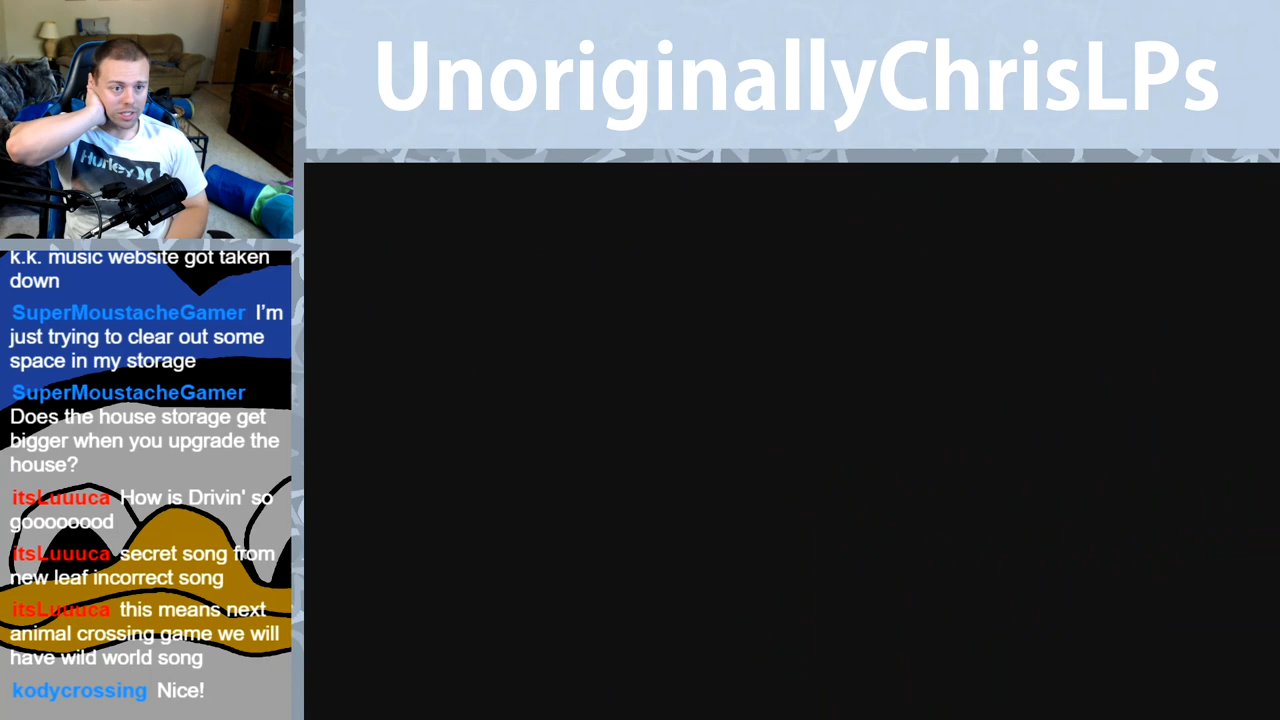 UnoriginallyChrisLPs
Hurley
k.k. music website got taken
down
SuperMoustacheGamer I’m
just trying to clear out some
space in my storage
SuperMoustacheGamer
Does the house storage get
bigger when you upgrade the
house?
itsLuuuca How is Drivin' so
goooooood
itsLuuuca secret song from
new leaf incorrect song
itsLuuuca this means next
animal crossing game we will
have wild world song
kodycrossing Nice!